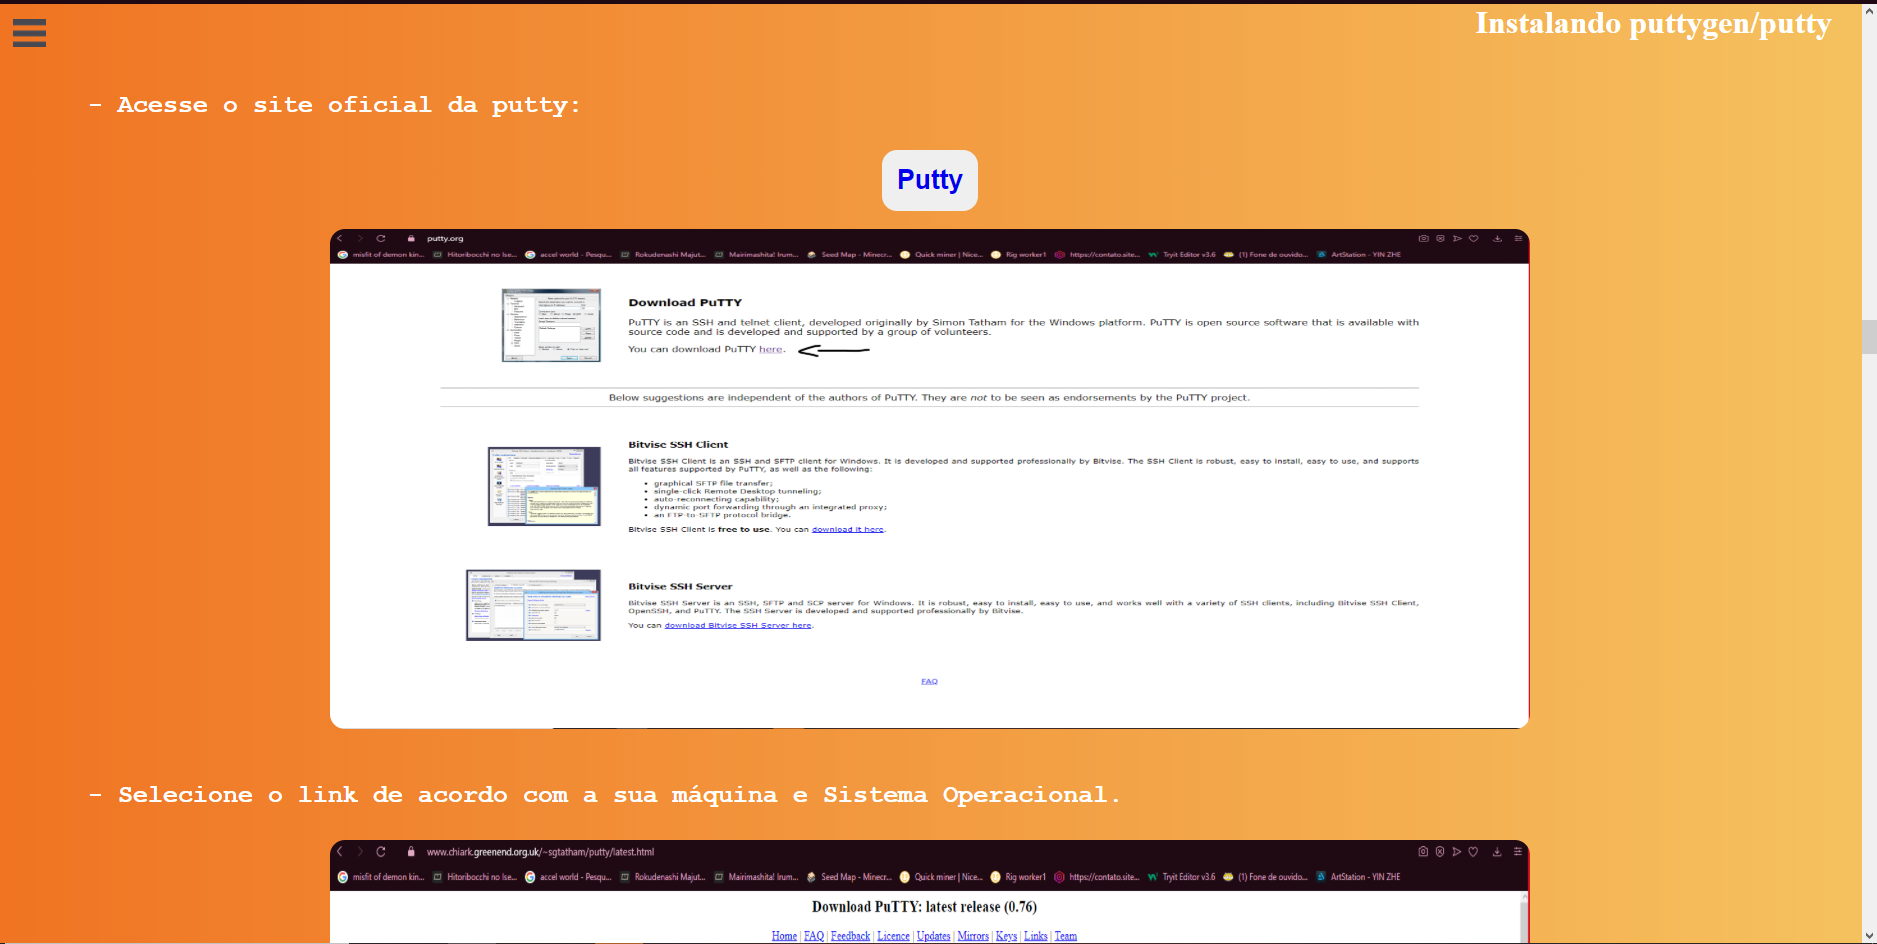 Instalando puttygen/putty
- Acesse o site oficial da putty:
Putty
putty.org
misfit of demon kin... Hitoribocchi no Ise... accel world - Pesqu... Rokudenashi Majut... Mairimashita! Irum... Seed Map - Minecr... Quick miner | Nice... Rig worker1 https://contato.site... Tryit Editor v3.6 (1) Fone de ouvido... ArtStation - YIN ZHE
Download PuTTY
PuTTY is an SSH and telnet client, developed originally by Simon Tatham for the Windows platform. PuTTY is open source software that is available with
source code and is developed and supported by a group of volunteers.
You can download PuTTY here.
Below suggestions are independent of the authors of PuTTY. They are not to be seen as endorsements by the PuTTY project.
Bitvise SSH Client
Bitvise SSH Client is an SSH and SFTP client for Windows. It is developed and supported professionally by Bitvise. The SSH Client is robust, easy to install, easy to use, and supports
all features supported by PuTTY, as well as the following:
• graphical SFTP file transfer;
• single-click Remote Desktop tunneling;
• auto-reconnecting capability;
• dynamic port forwarding through an integrated proxy;
• an FTP-to-SFTP protocol bridge.
Bitvise SSH Client is free to use. You can download it here.
Bitvise SSH Server
Bitvise SSH Server is an SSH, SFTP and SCP server for Windows. It is robust, easy to install, easy to use, and works well with a variety of SSH clients, including Bitvise SSH Client,
OpenSSH, and PuTTY. The SSH Server is developed and supported professionally by Bitvise.
You can download Bitvise SSH Server here.
FAQ
- Selecione o link de acordo com a sua máquina e Sistema Operacional.
www.chiark.greenend.org.uk/~sgtatham/putty/latest.html
misfit of demon kin... Hitoribocchi no Ise... accel world - Pesqu... Rokudenashi Majut... Mairimashita! Irum... Seed Map - Minecr... Quick miner | Nice... Rig worker1 https://contato.site... Tryit Editor v3.6 (1) Fone de ouvido... ArtStation - YIN ZHE
Download PuTTY: latest release (0.76)
Home | FAQ | Feedback | Licence | Updates | Mirrors | Keys | Links | Team